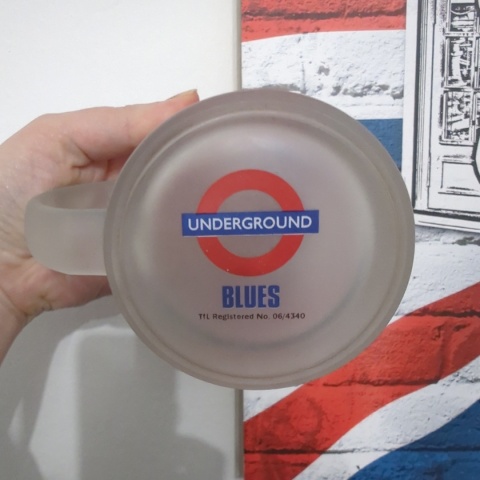 UNDERGROUND
BLUES
TfL Registered No. 06/4340